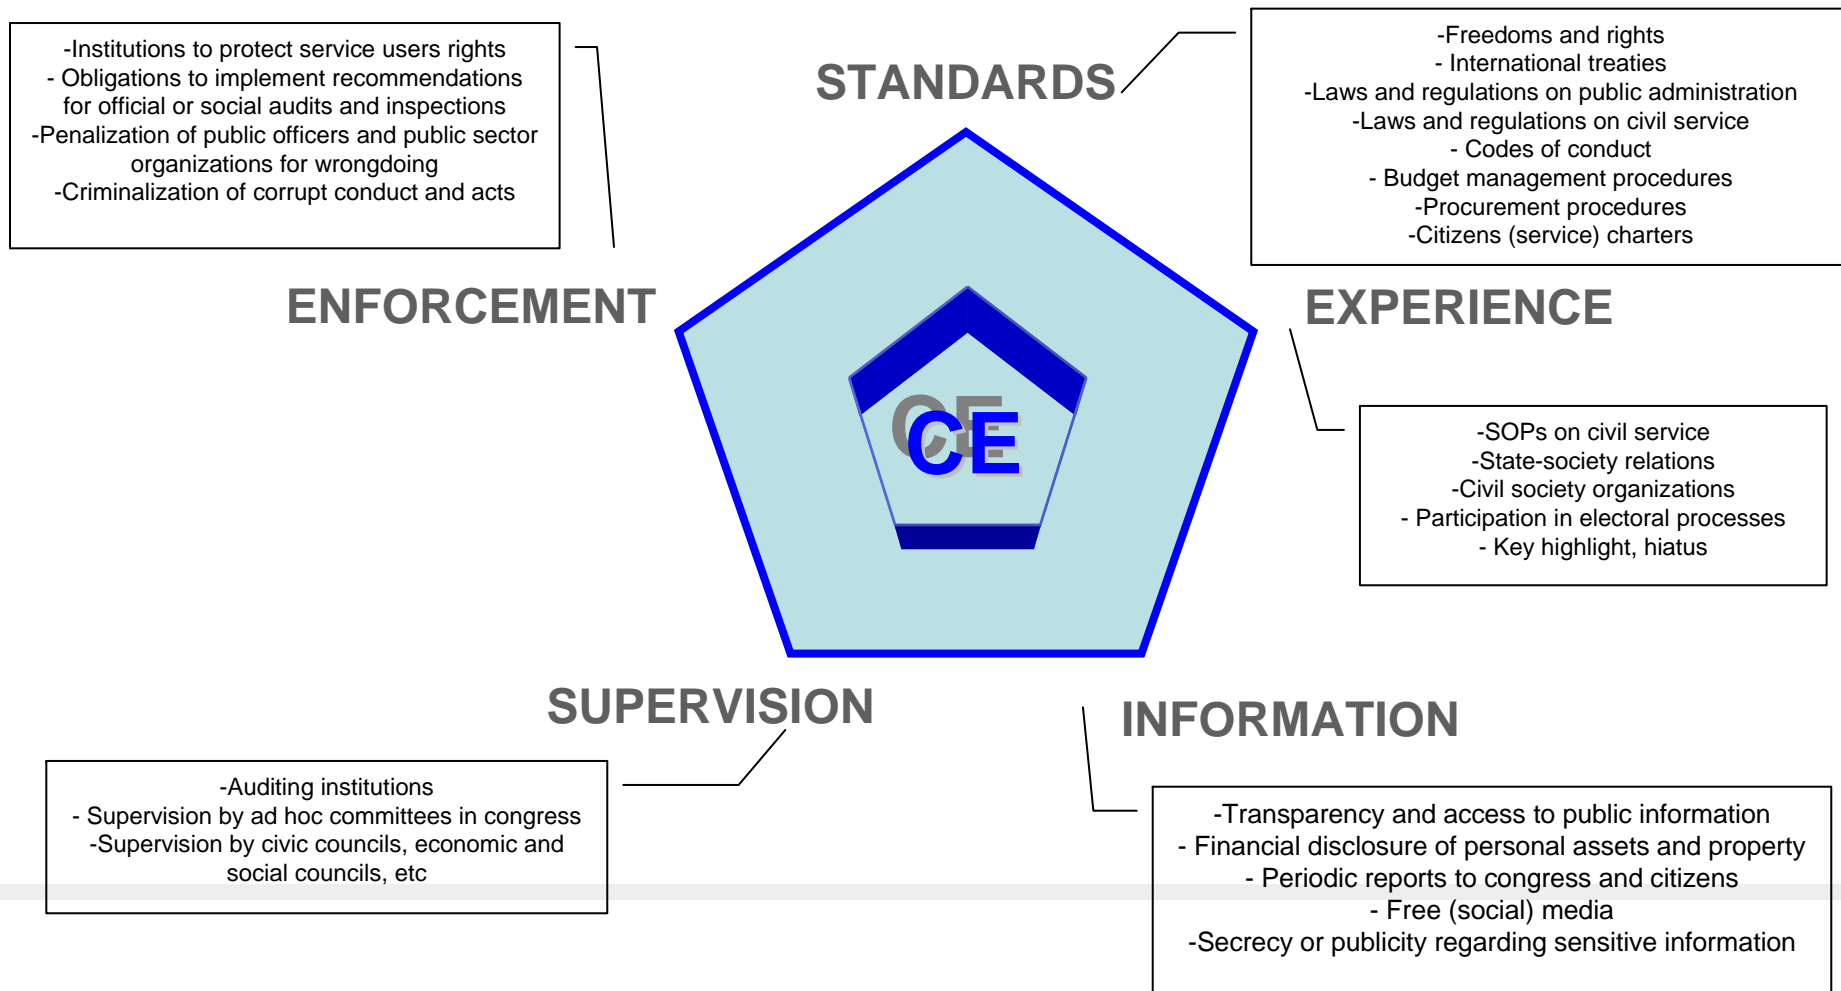 -Institutions to protect service users rights
- Obligations to implement recommendations
for official or social audits and inspections
-Penalization of public officers and public sector
organizations for wrongdoing
-Criminalization of corrupt conduct and acts
STANDARDS
-Freedoms and rights
- International treaties
-Laws and regulations on public administration
-Laws and regulations on civil service
- Codes of conduct
- Budget management procedures
-Procurement procedures
-Citizens (service) charters
ENFORCEMENT
EXPERIENCE
CE
CE
-SOPs on civil service
-State-society relations
-Civil society organizations
- Participation in electoral processes
- Key highlight, hiatus
SUPERVISION
INFORMATION
-Auditing institutions
- Supervision by ad hoc committees in congress
-Supervision by civic councils, economic and
social councils, etc
-Transparency and access to public information
- Financial disclosure of personal assets and property
- Periodic reports to congress and citizens
- Free (social) media
-Secrecy or publicity regarding sensitive information